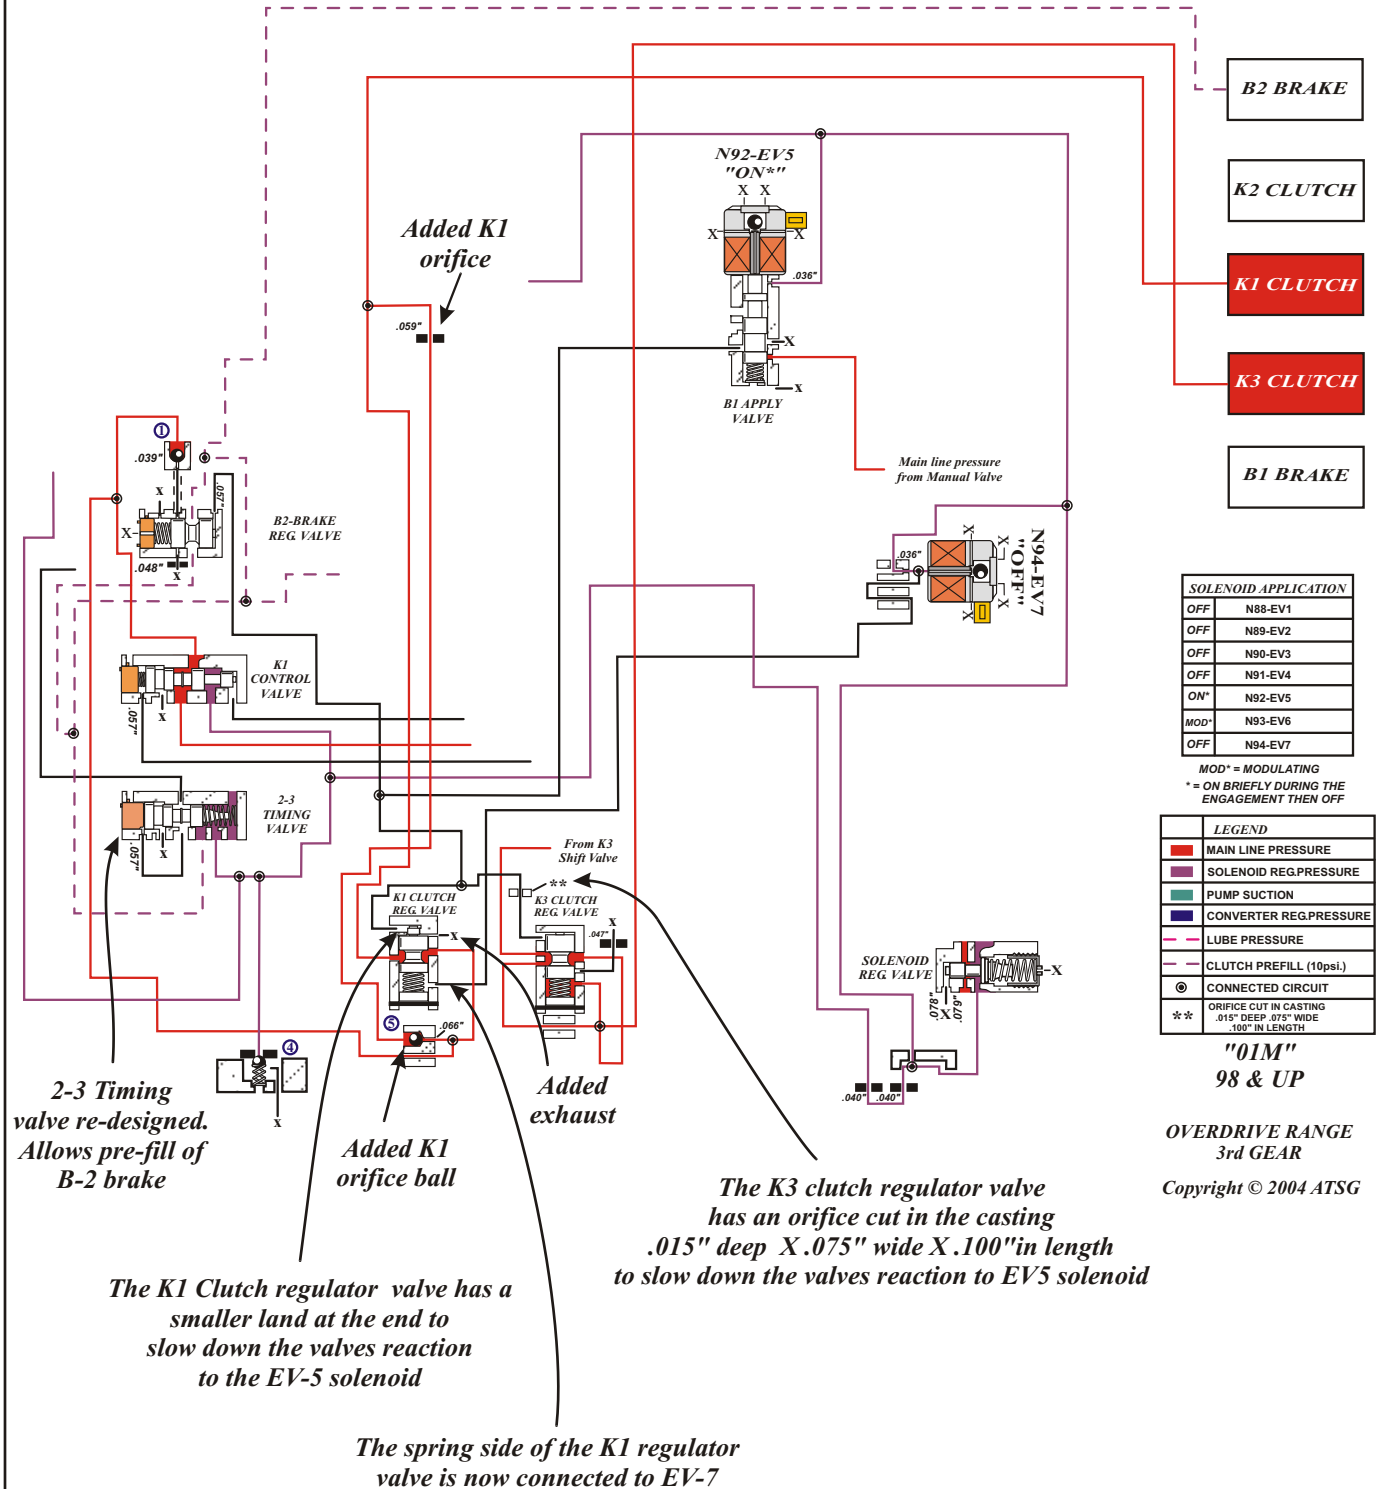 B2 BRAKE
K2 CLUTCH
K1 CLUTCH
K3 CLUTCH
B1 BRAKE
N92-EV5
"ON*"
X X
X
X
.036"
X
x
B1 APPLY
VALVE
Added K1
orifice
.059"
Main line pressure
from Manual Valve
1
.039"
x
.057"
X
.048"
x
B2-BRAKE
REG. VALVE
N94-EV7
"OFF"
.036"
X
X
X
X
K1
CONTROL
VALVE
.057"
x
2-3
TIMING
VALVE
.057"
x
SOLENOID APPLICATION
OFF N88-EV1
OFF N89-EV2
OFF N90-EV3
OFF N91-EV4
ON* N92-EV5
MOD* N93-EV6
OFF N94-EV7
MOD* = MODULATING
* = ON BRIEFLY DURING THE
ENGAGEMENT THEN OFF
LEGEND
MAIN LINE PRESSURE
SOLENOID REG.PRESSURE
PUMP SUCTION
CONVERTER REG.PRESSURE
LUBE PRESSURE
CLUTCH PREFILL (10psi.)
CONNECTED CIRCUIT
** ORIFICE CUT IN CASTING
.015" DEEP .075" WIDE
.100" IN LENGTH
"01M"
98 & UP
OVERDRIVE RANGE
3rd GEAR
Copyright © 2004 ATSG
From K3
Shift Valve
**
K1 CLUTCH
REG. VALVE
x
K3 CLUTCH
REG. VALVE
x
.047"
5
.066"
SOLENOID
REG. VALVE
X
.078"
X
.079"
.040" .040"
4
x
2-3 Timing
valve re-designed.
Allows pre-fill of
B-2 brake
Added K1
orifice ball
Added
exhaust
The K3 clutch regulator valve
has an orifice cut in the casting
.015" deep X .075" wide X .100"in length
to slow down the valves reaction to EV5 solenoid
The K1 Clutch regulator valve has a
smaller land at the end to
slow down the valves reaction
to the EV-5 solenoid
The spring side of the K1 regulator
valve is now connected to EV-7